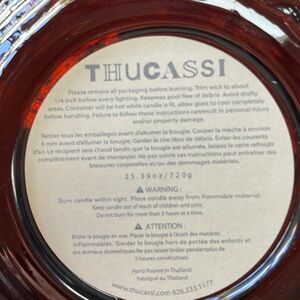 THUCASSI
Please remove all packaging before burning. Trim wick to about
1/4 inch before every lighting. Keepwax pool free of debris. Avoid drafty
areas. Container will be hot while candle is lit, allow glass to cool completely
before handling. Failure to follow these instructions canresult in personal injury
and/or property damage.
Retirer tous les embalages avant d'allumer la bougie. Couper la mèche à environ
6 mm avant d'allumer la bougie. Garder la cire libre de débris. Éviter les courants
d'air. Le récipient sera chaud tandis que la bougie est allumée, laissez le verre refroidir
complètement avant de manipuler. Ne pas suivre ces instructions peut entraîner des
blessures corporelles et/ou des dommages matériels.
25.39oz/720g
⚠ WARNING:
Burn candle within sight. Place candle away from flammable material.
Keep candle out of reach of children and pets.
Do not burn for more than 3 hours at a time.
⚠ ATTENTION:
Brûler la bougie en vue. Placer la bougie à l'écart des matières
inflammables. Garder la bougie hors de portée des enfants et
des animaux domestiques. Ne pas laisser brûler pendant plus de
3 heures consécutives.
Hand Poured in Thailand
Fabriqué au Thailand
www.thucassi.com 626.333.1177